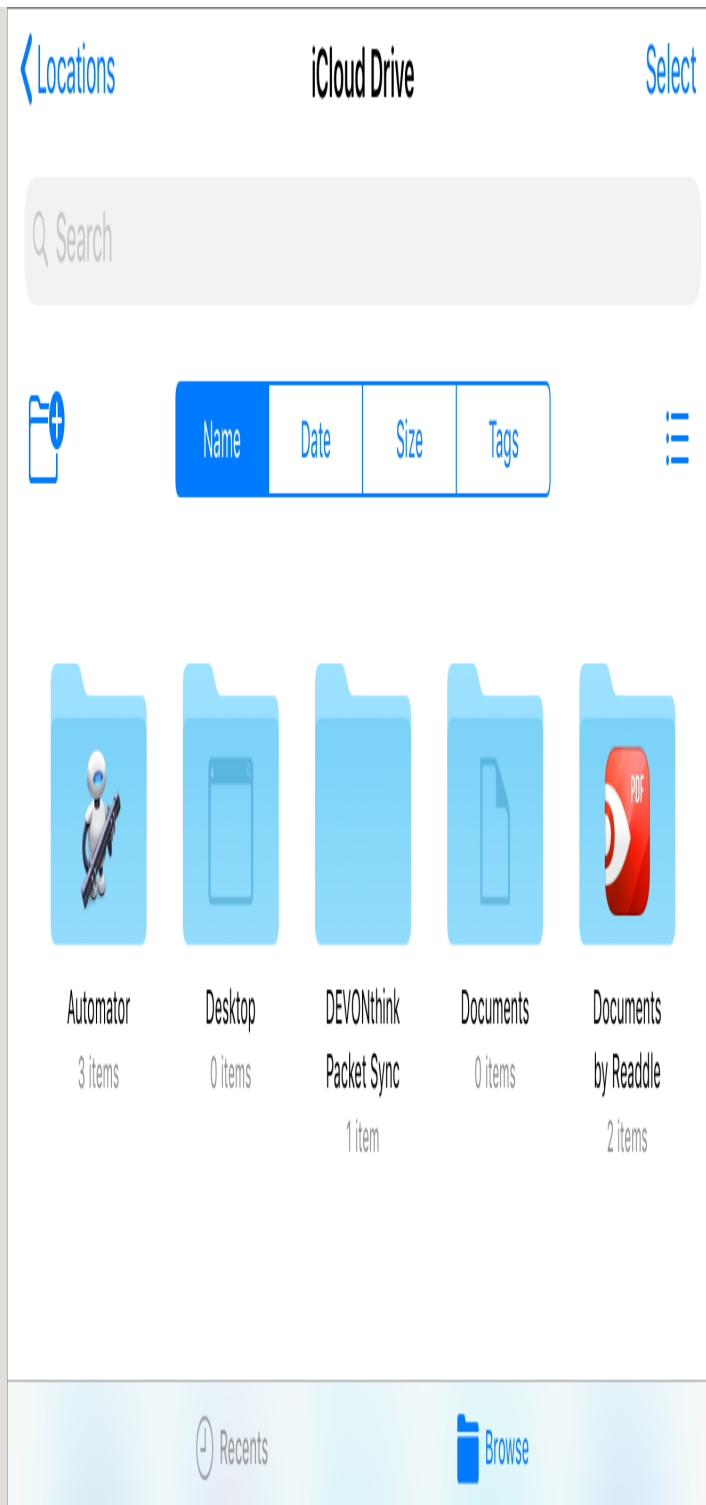 Locations
iCloud Drive
Select
Search
Name
Date
Size
Tags
PDF
Automator
3 items
Desktop
0 items
DEVONthink
Packet Sync
1 item
Documents
0 items
Documents
by Readdle
2 items
Recents
Browse